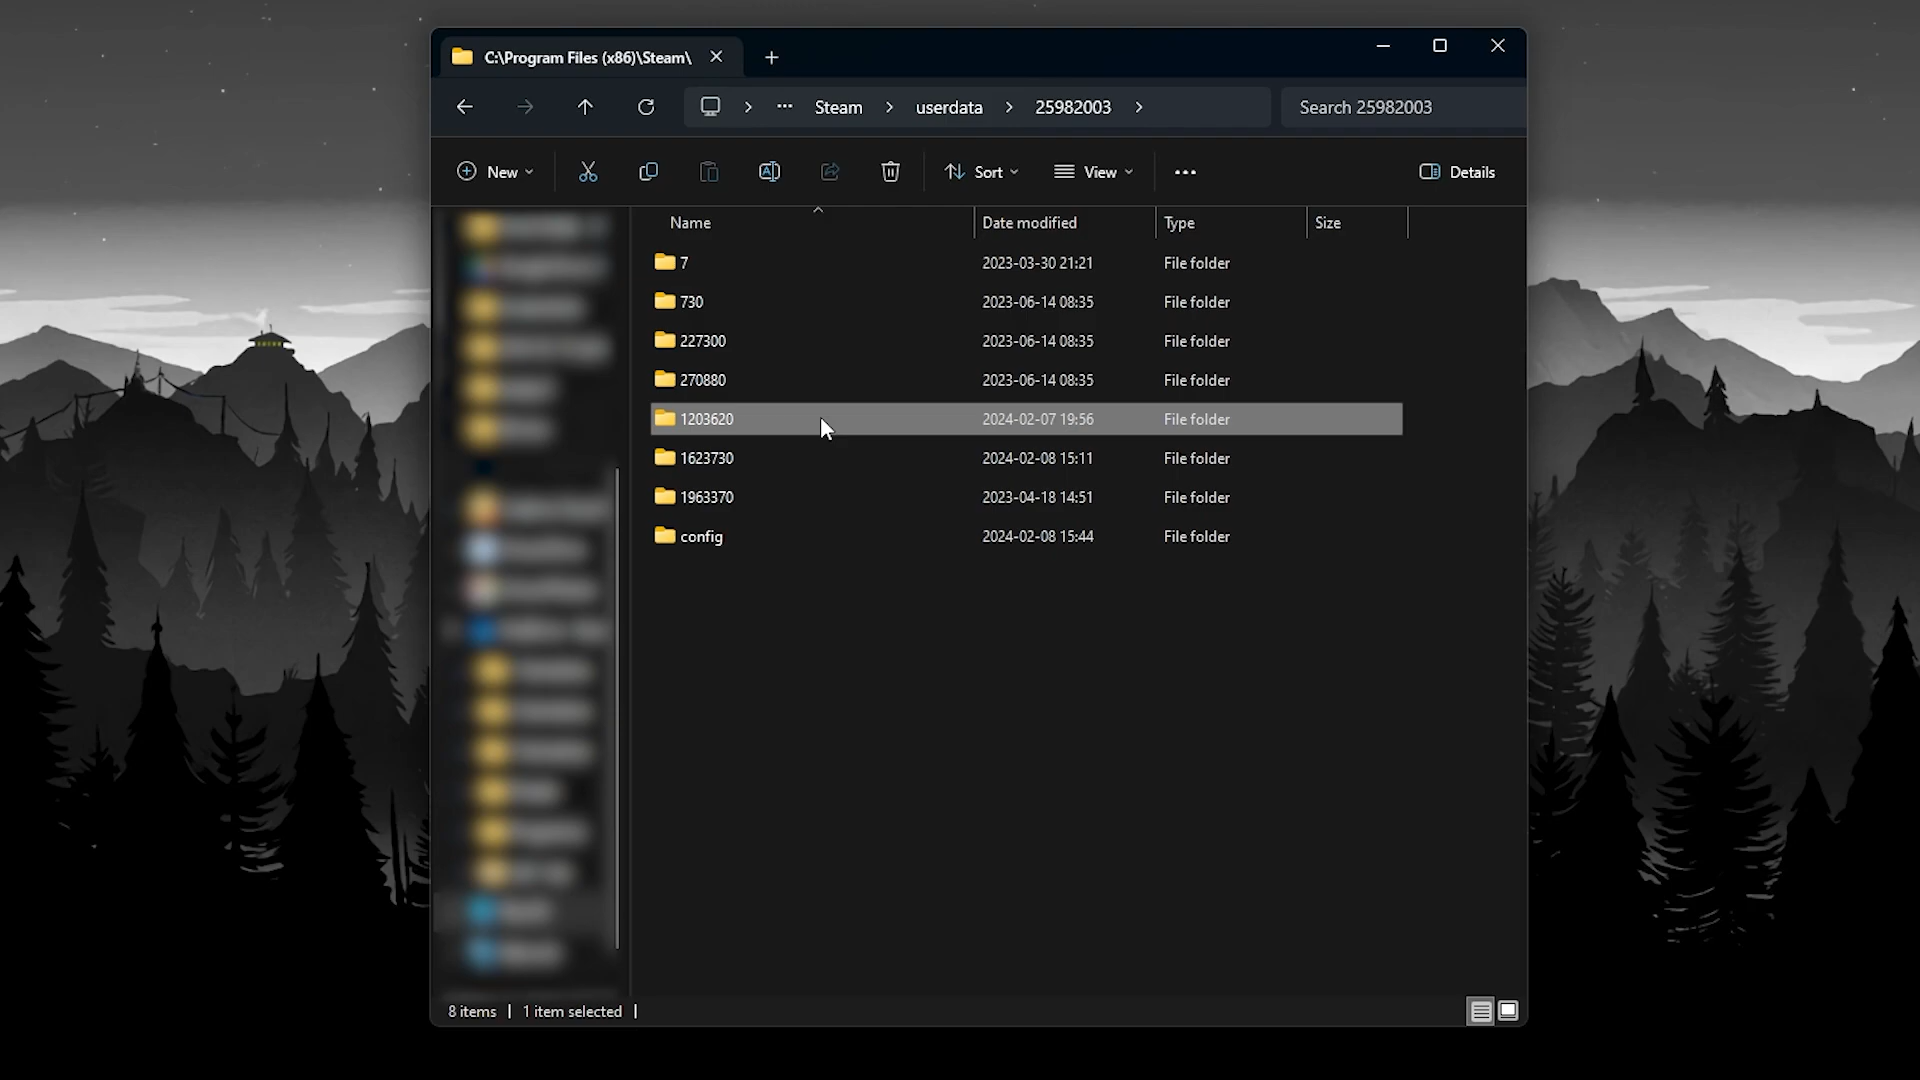 C:\Program Files (x86)\Steam\
Steam > userdata > 25982003 >
Search 25982003
New
Sort
View
Details
Name Date modified Type Size
7 2023-03-30 21:21 File folder
730 2023-06-14 08:35 File folder
227300 2023-06-14 08:35 File folder
270880 2023-06-14 08:35 File folder
1203620 2024-02-07 19:56 File folder
1623730 2024-02-08 15:11 File folder
1963370 2023-04-18 14:51 File folder
config 2024-02-08 15:44 File folder
8 items | 1 item selected |